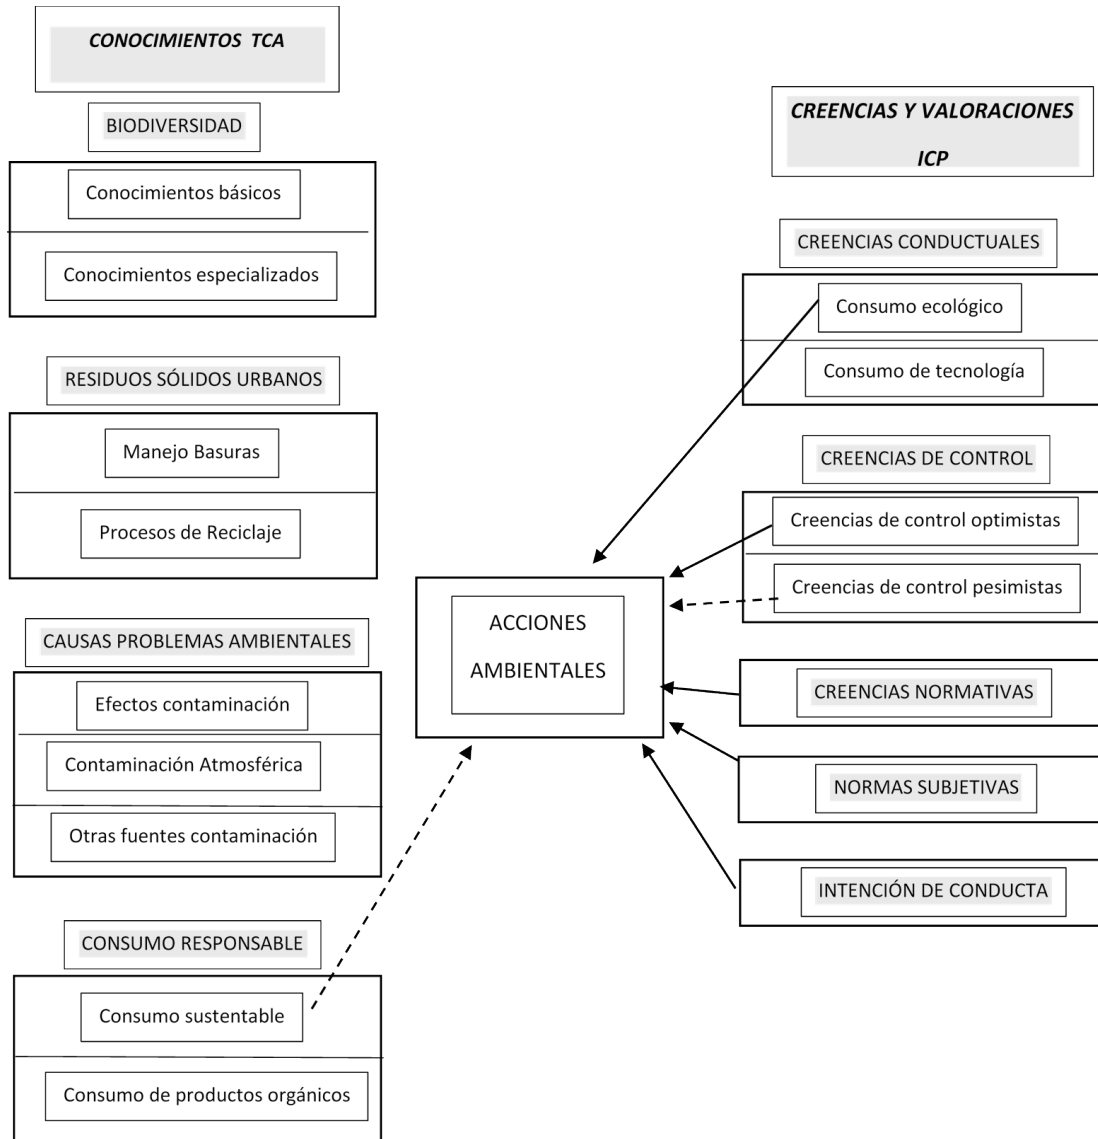 CONOCIMIENTOS TCA
BIODIVERSIDAD
Conocimientos básicos
Conocimientos especializados
RESIDUOS SÓLIDOS URBANOS
Manejo Basuras
Procesos de Reciclaje
CAUSAS PROBLEMAS AMBIENTALES
Efectos contaminación
Contaminación Atmosférica
Otras fuentes contaminación
CONSUMO RESPONSABLE
Consumo sustentable
Consumo de productos orgánicos
ACCIONES
AMBIENTALES
CREENCIAS Y VALORACIONES
ICP
CREENCIAS CONDUCTUALES
Consumo ecológico
Consumo de tecnología
CREENCIAS DE CONTROL
Creencias de control optimistas
Creencias de control pesimistas
CREENCIAS NORMATIVAS
NORMAS SUBJETIVAS
INTENCIÓN DE CONDUCTA